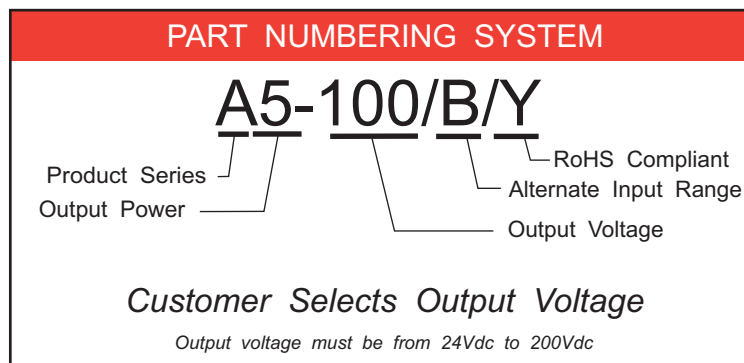 PART NUMBERING SYSTEM
A5-100/B/Y
Product Series
RoHS Compliant
Output Power
Alternate Input Range
Output Voltage
Customer Selects Output Voltage
Output voltage must be from 24Vdc to 200Vdc